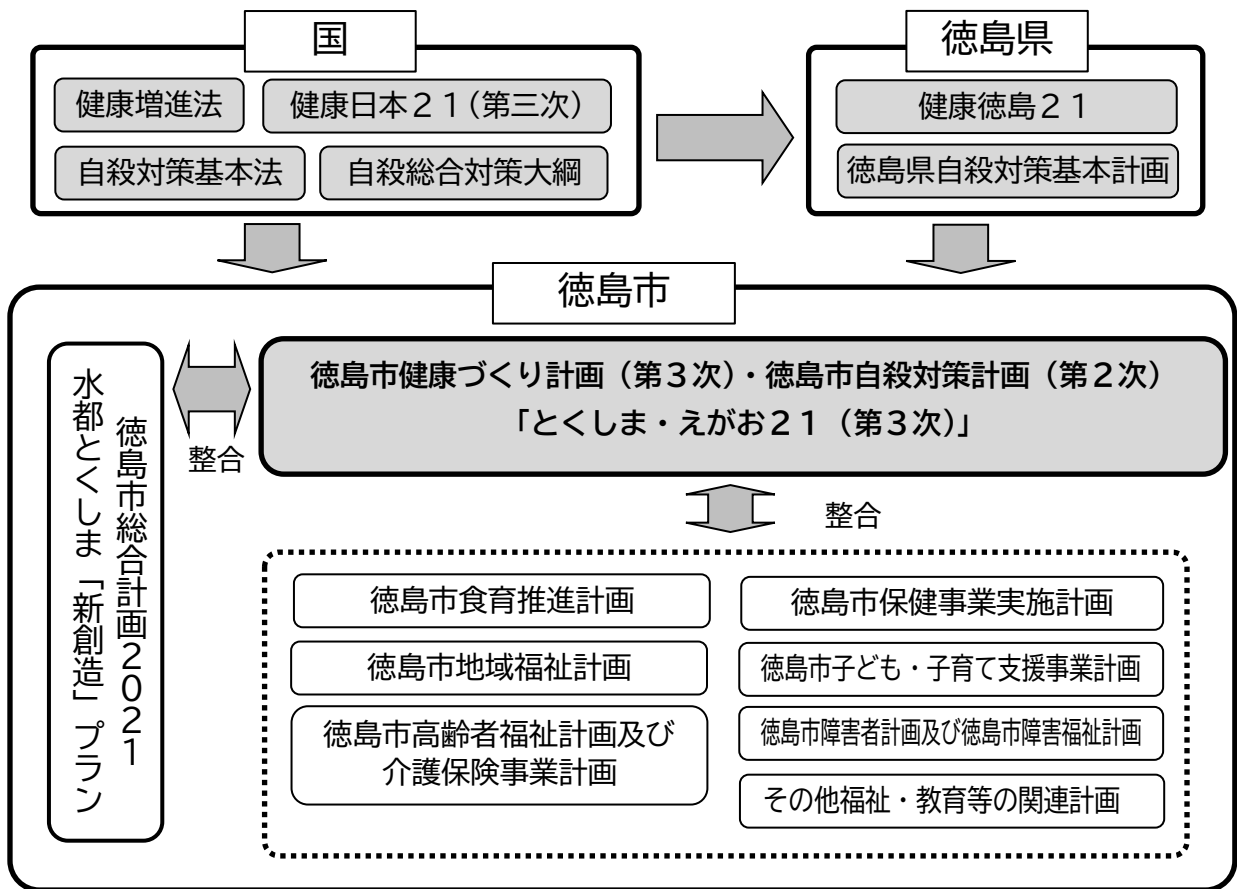 国
健康増進法
健康日本２１（第三次）
自殺対策基本法
自殺総合対策大綱
徳島県
健康徳島２１
徳島県自殺対策基本計画
徳島市
徳島市総合計画２０２１
水都とくしま「新創造」プラン
整合
徳島市健康づくり計画（第３次）・徳島市自殺対策計画（第２次）
「とくしま・えがお２１（第３次）」
整合
徳島市食育推進計画
徳島市地域福祉計画
徳島市高齢者福祉計画及び
介護保険事業計画
徳島市保健事業実施計画
徳島市子ども・子育て支援事業計画
徳島市障害者計画及び徳島市障害福祉計画
その他福祉・教育等の関連計画